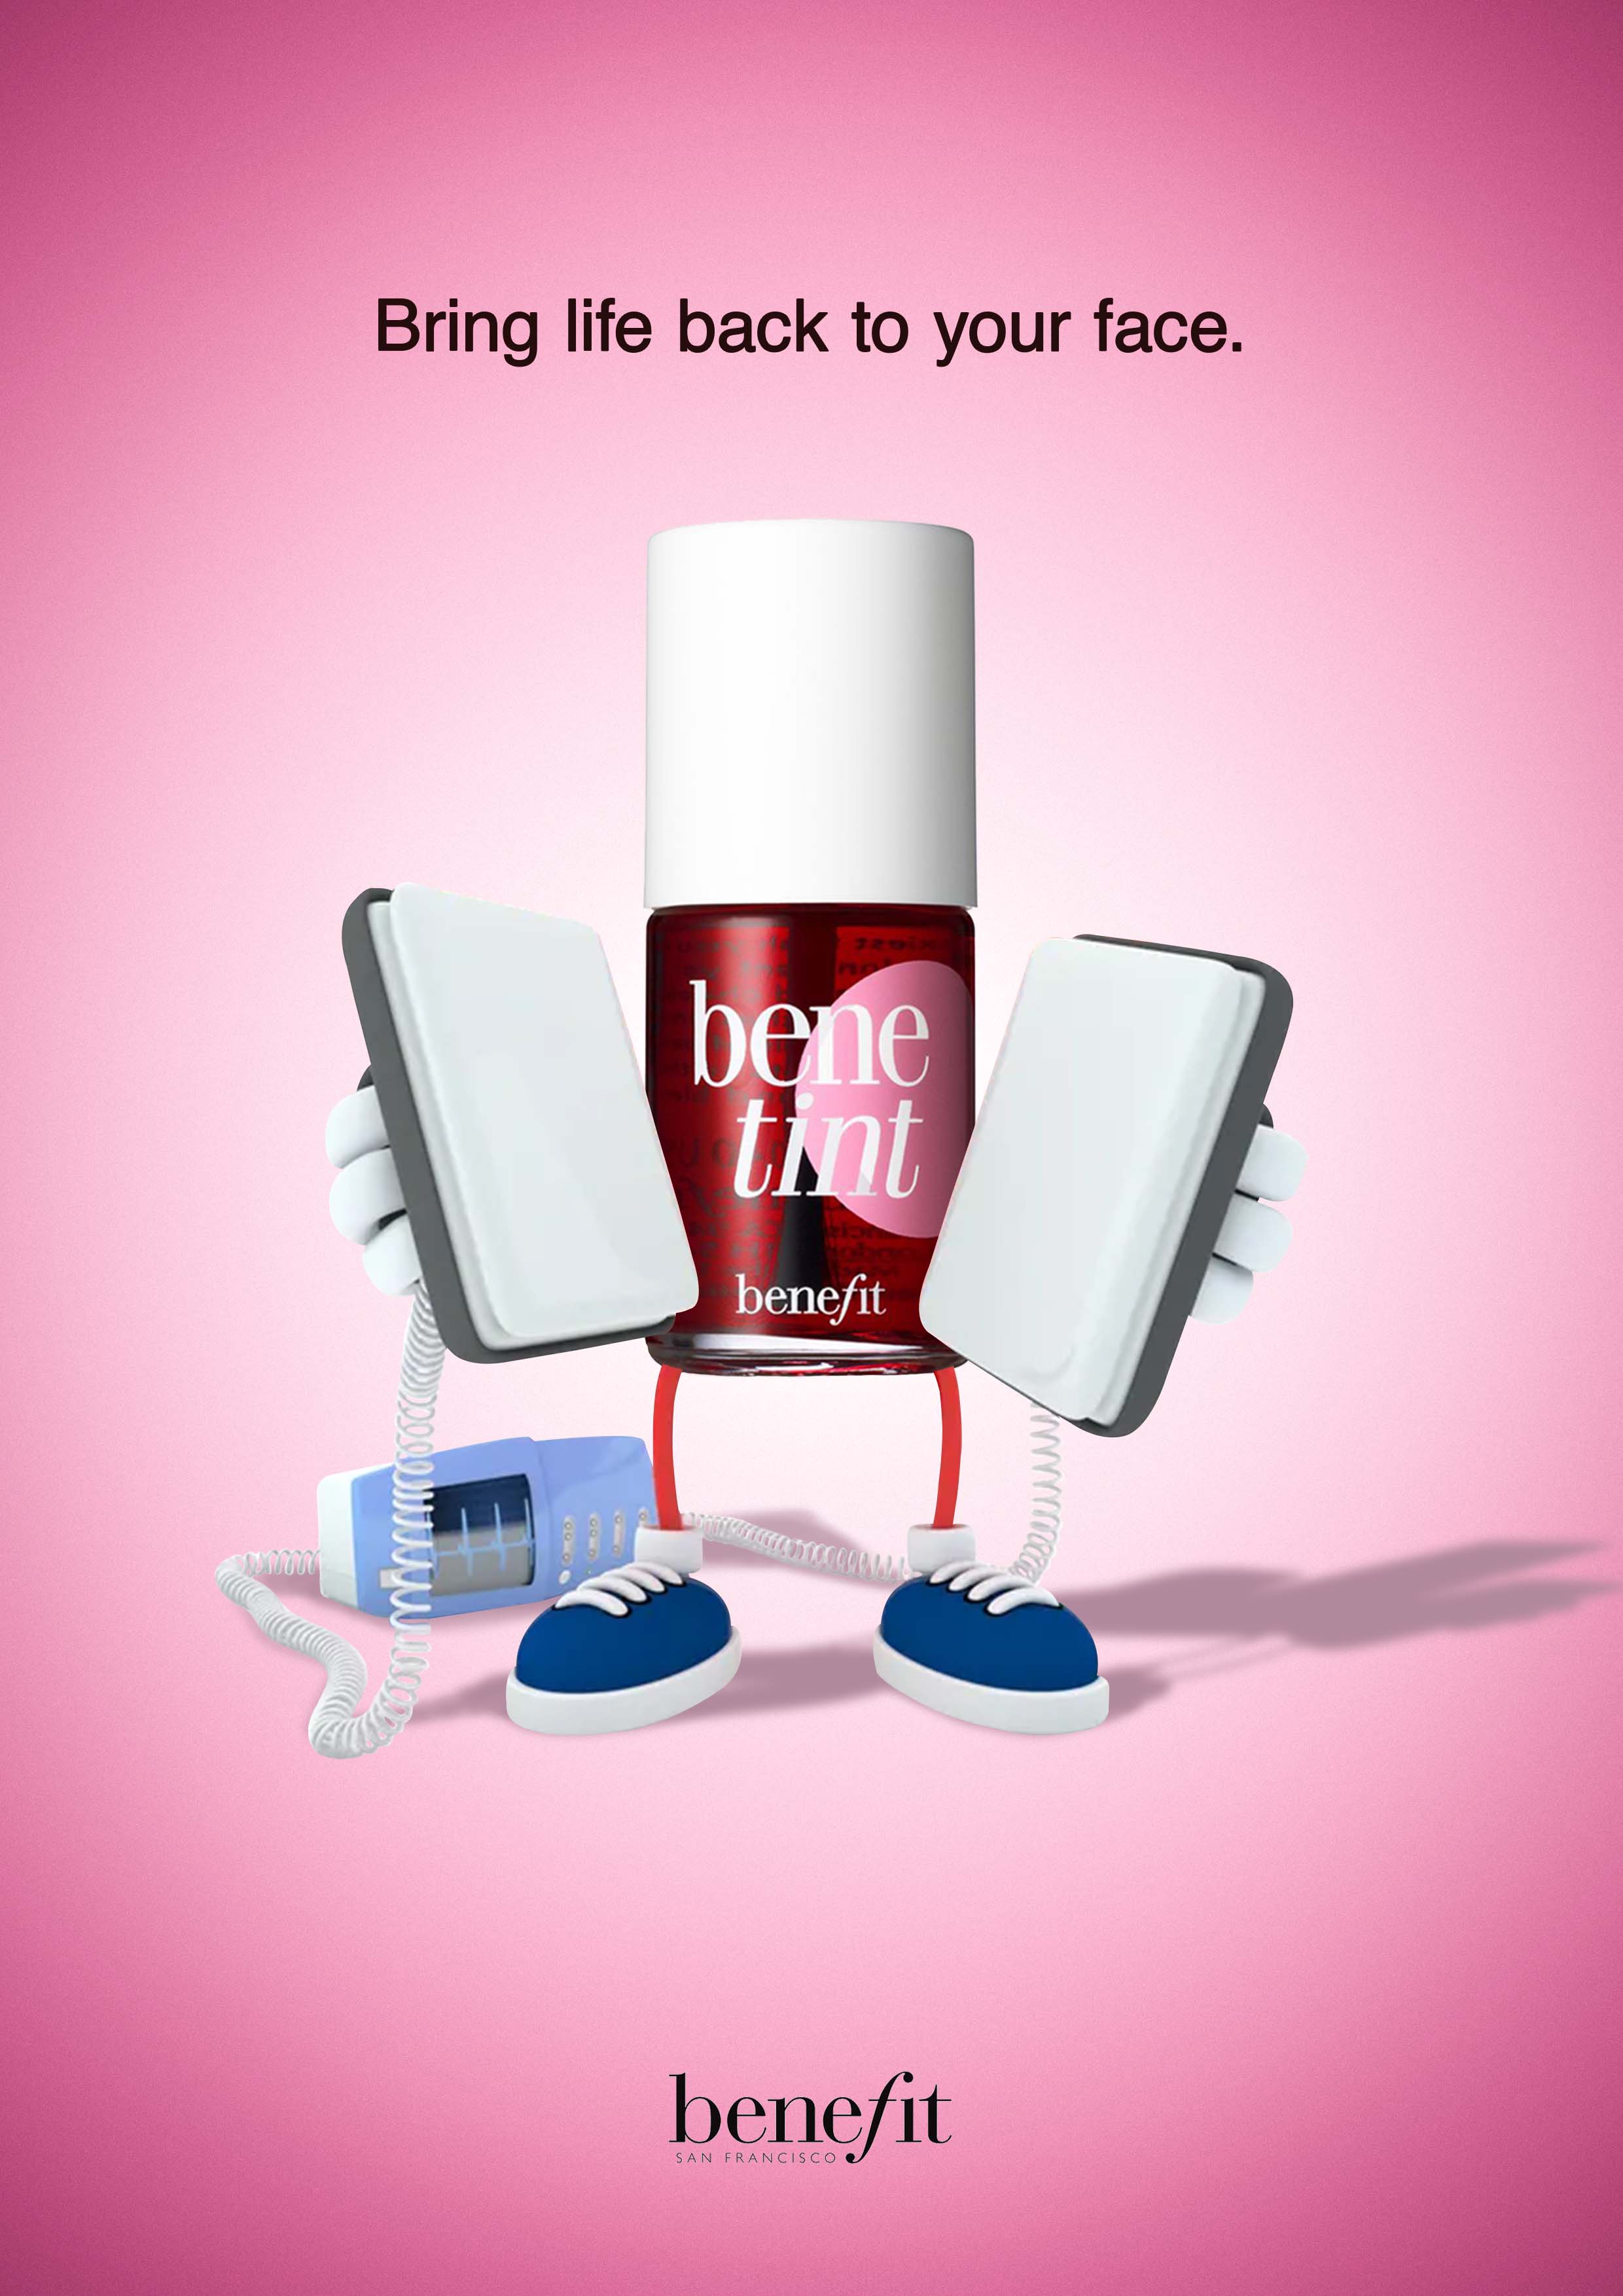 Bring life back to your face.
bene
tint
benefit
benefit
SAN FRANCISCO